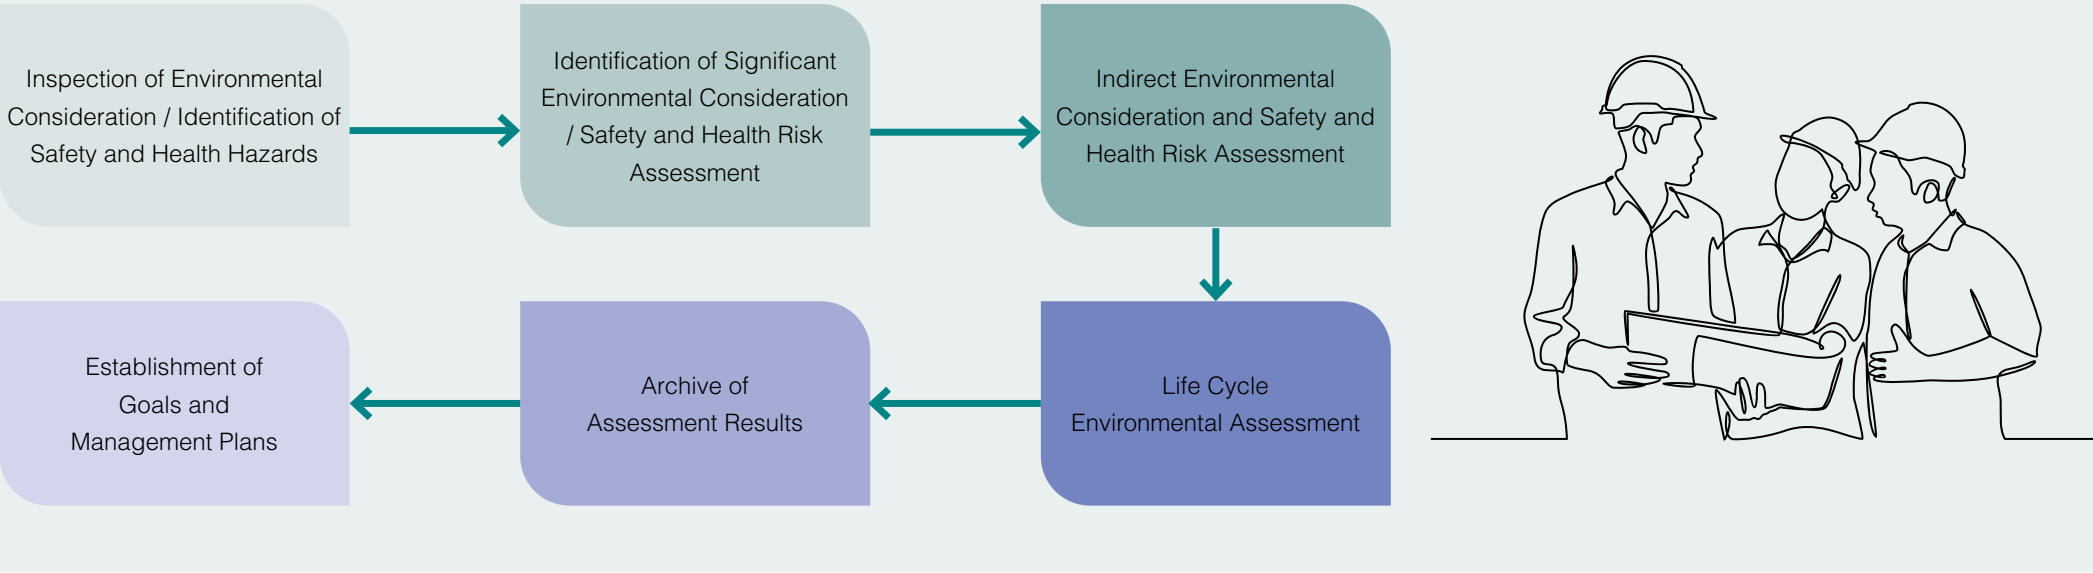 Inspection of Environmental
Consideration / Identification of
Safety and Health Hazards
Identification of Significant
Environmental Consideration
/ Safety and Health Risk
Assessment
Indirect Environmental
Consideration and Safety and
Health Risk Assessment
Life Cycle
Environmental Assessment
Archive of
Assessment Results
Establishment of
Goals and
Management Plans